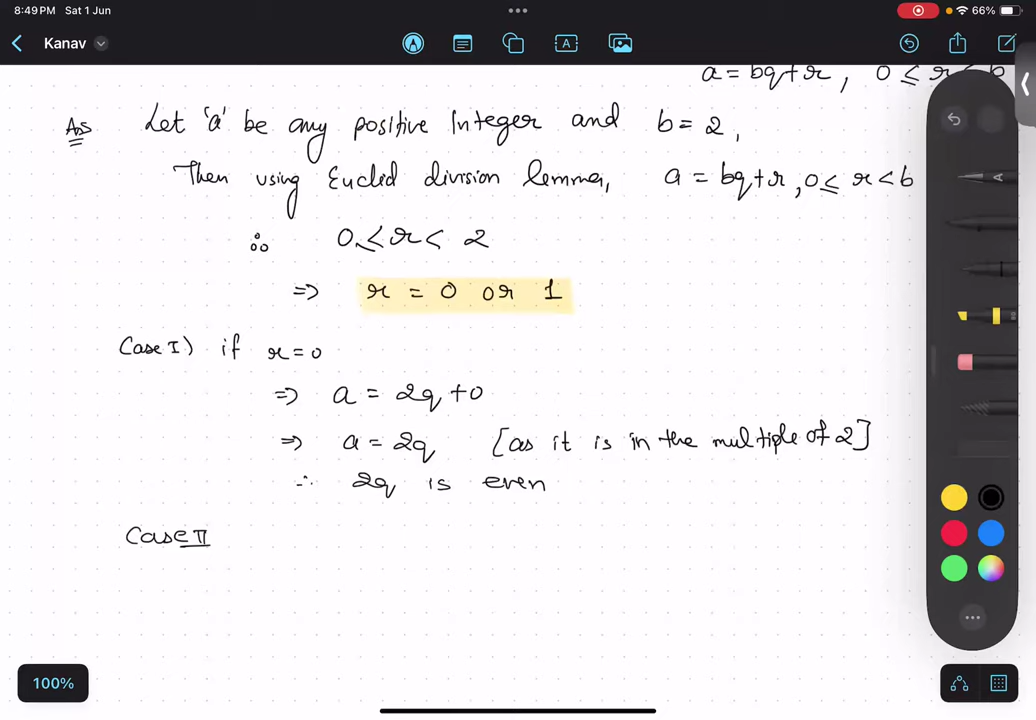 8:49 PM Sat 1 Jun
66%
Kanav
a = bq + r, 0 ≤ r < b
Ans Let 'a' be any positive Integer and b = 2,
Then using Euclid division lemma, a = bq + r, 0 ≤ r < b
∴ 0 ≤ r < 2
⇒ r = 0 or 1
Case I) if r = 0
⇒ a = 2q + 0
⇒ a = 2q [as it is in the multiple of 2]
∴ 2q is even
Case II
100%